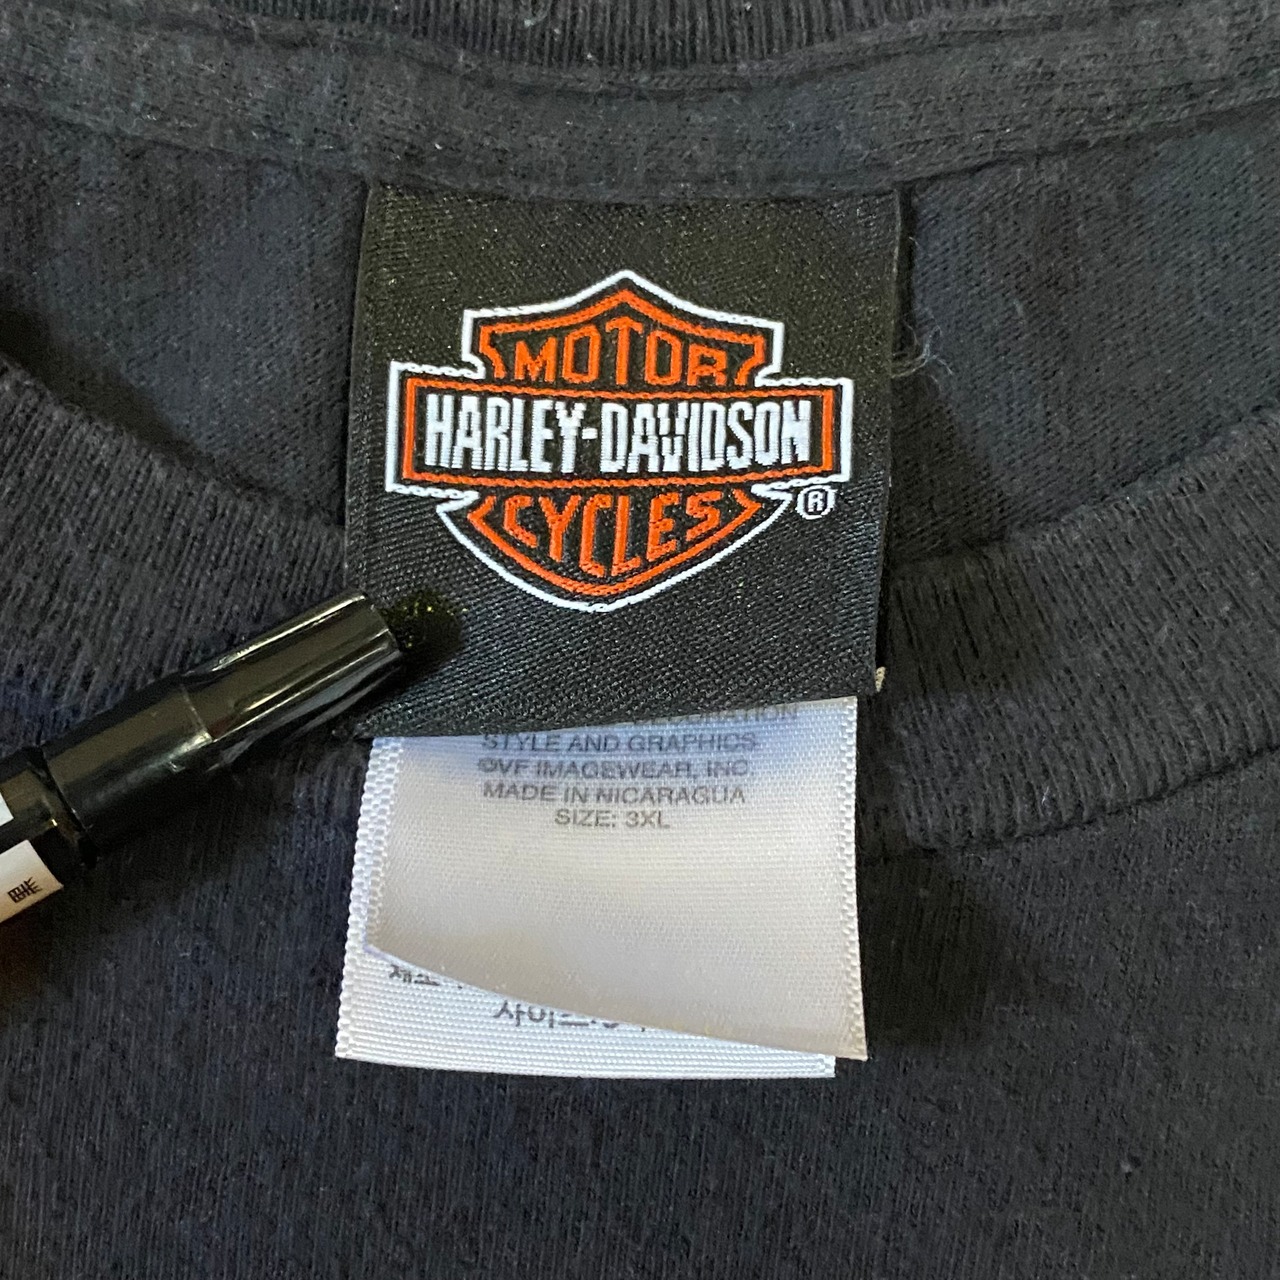 MOTOR
HARLEY-DAVIDSON
CYCLES
®
STYLE AND GRAPHICS
©VF IMAGEWEAR, INC.
MADE IN NICARAGUA
SIZE: 3XL